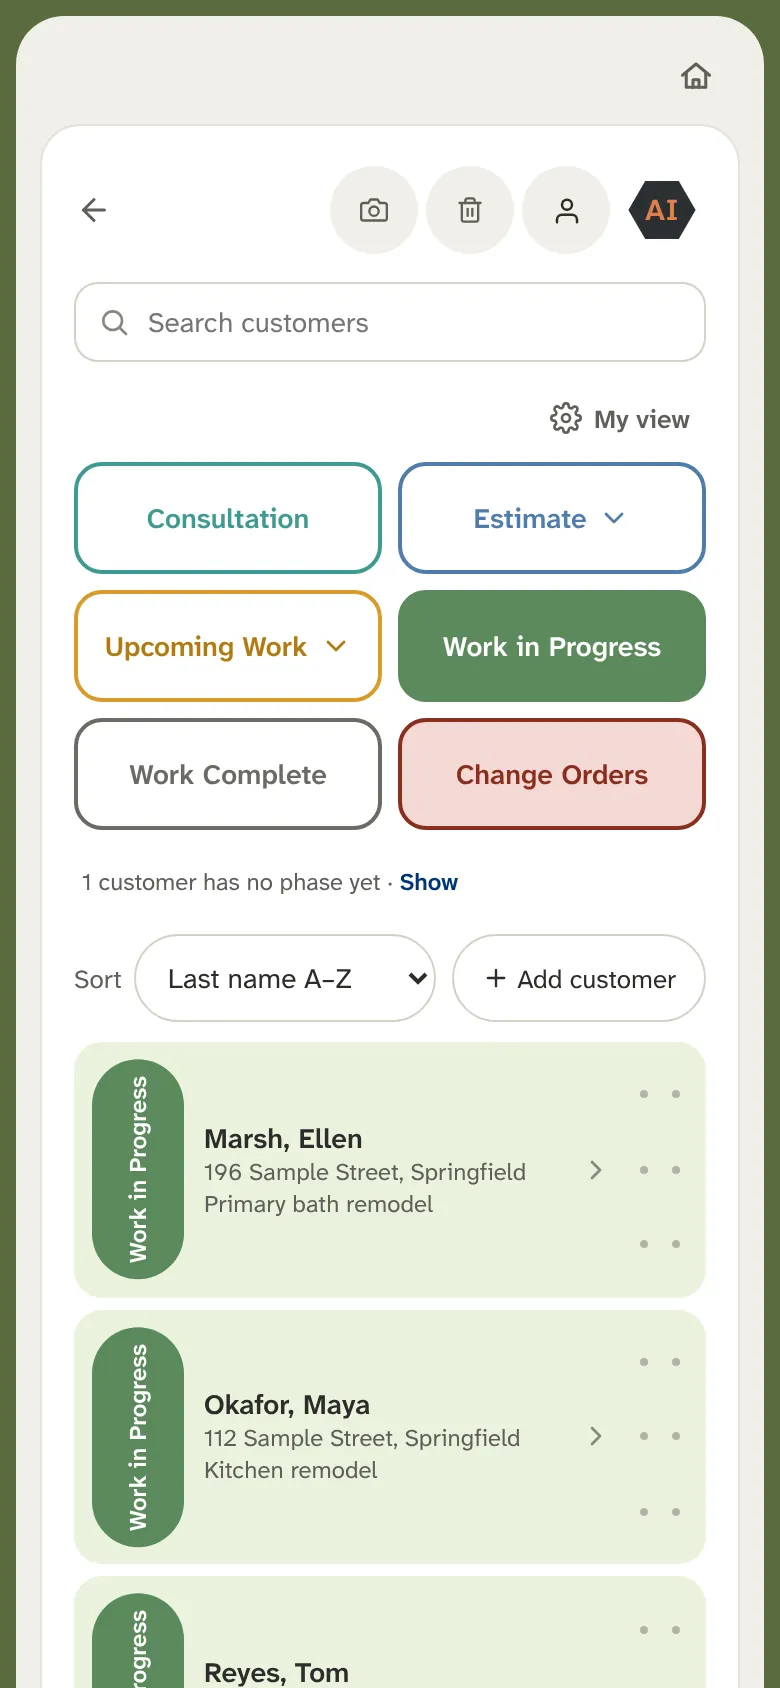 AI
Search customers
My view
Consultation
Estimate
Upcoming Work
Work in Progress
Work Complete
Change Orders
1 customer has no phase yet · Show
Sort
Last name A–Z
+ Add customer
Work in Progress
Marsh, Ellen
196 Sample Street, Springfield
Primary bath remodel
Work in Progress
Okafor, Maya
112 Sample Street, Springfield
Kitchen remodel
Reyes, Tom